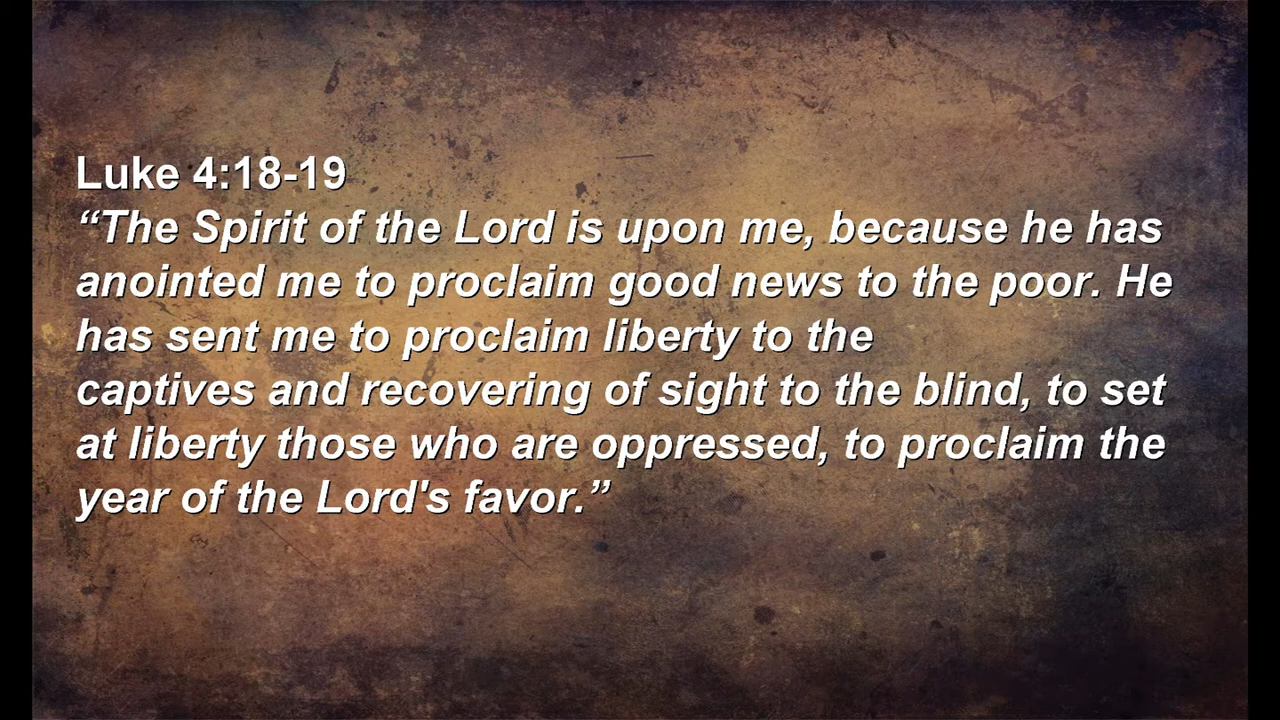 Luke 4:18-19
“The Spirit of the Lord is upon me, because he has
anointed me to proclaim good news to the poor. He
has sent me to proclaim liberty to the
captives and recovering of sight to the blind, to set
at liberty those who are oppressed, to proclaim the
year of the Lord's favor.”